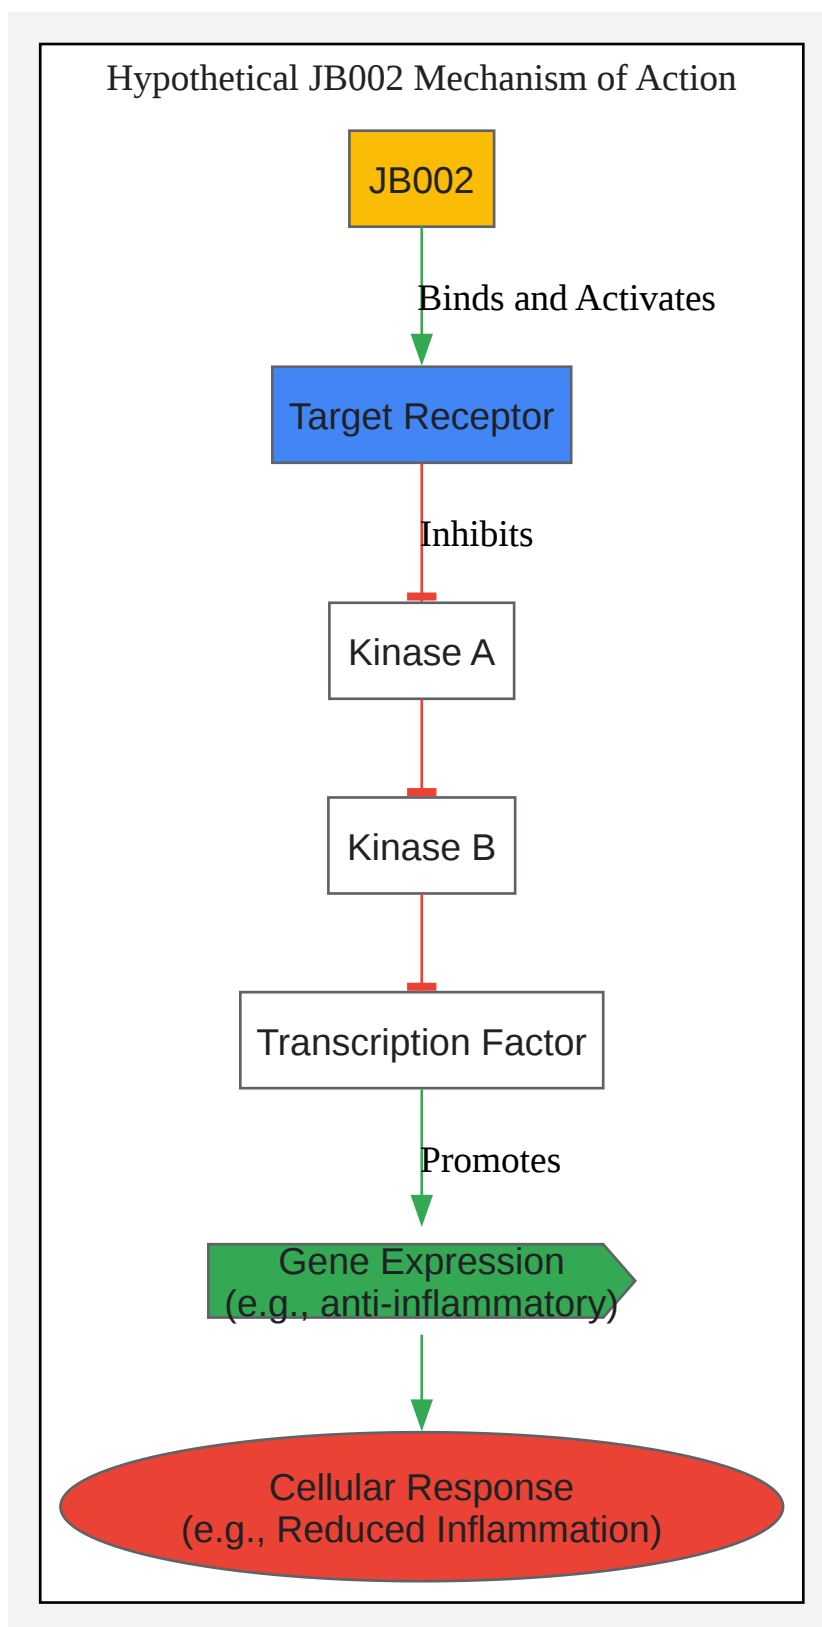 Hypothetical JB002 Mechanism of Action
JB002
Binds and Activates
Target Receptor
Inhibits
Kinase A
Kinase B
Transcription Factor
Promotes
Gene Expression
(e.g., anti-inflammatory)
Cellular Response
(e.g., Reduced Inflammation)